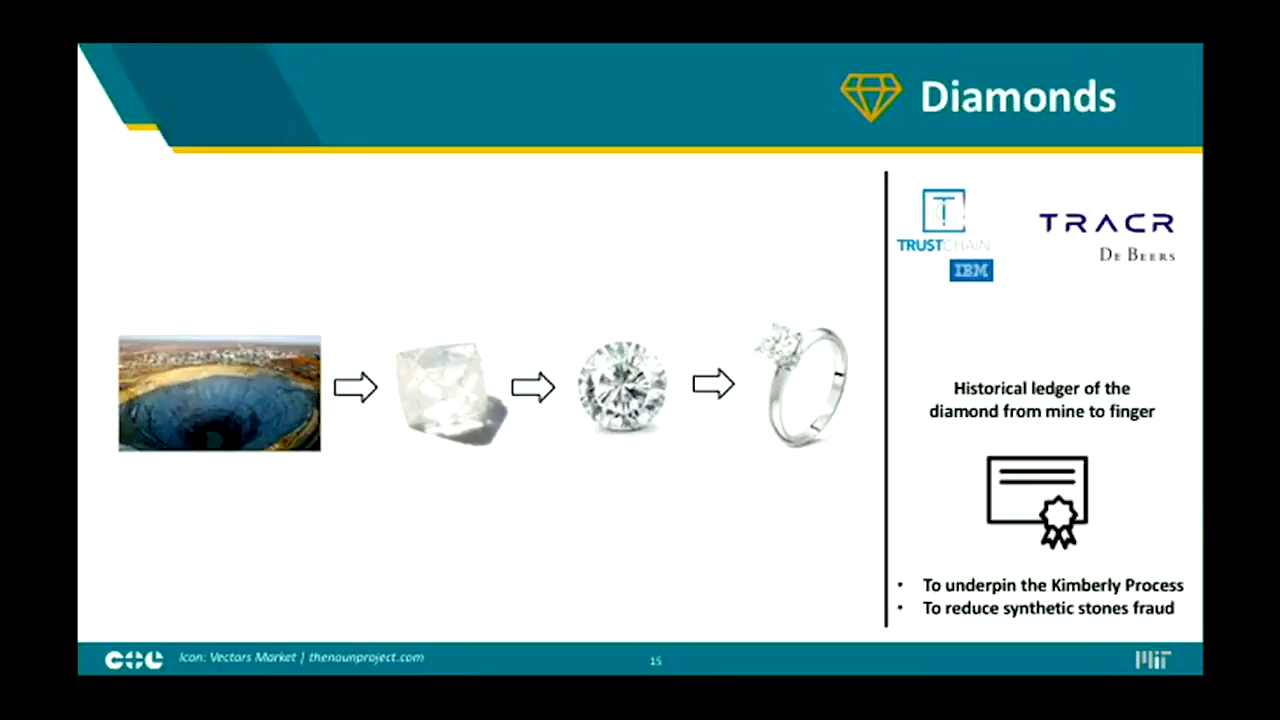 Diamonds
T
TRUSTCHAIN
IBM
TRACR
DE BEERS
Historical ledger of the
diamond from mine to finger
• To underpin the Kimberly Process
• To reduce synthetic stones fraud
Icon: Vectors Market | thenounproject.com
15
MIT